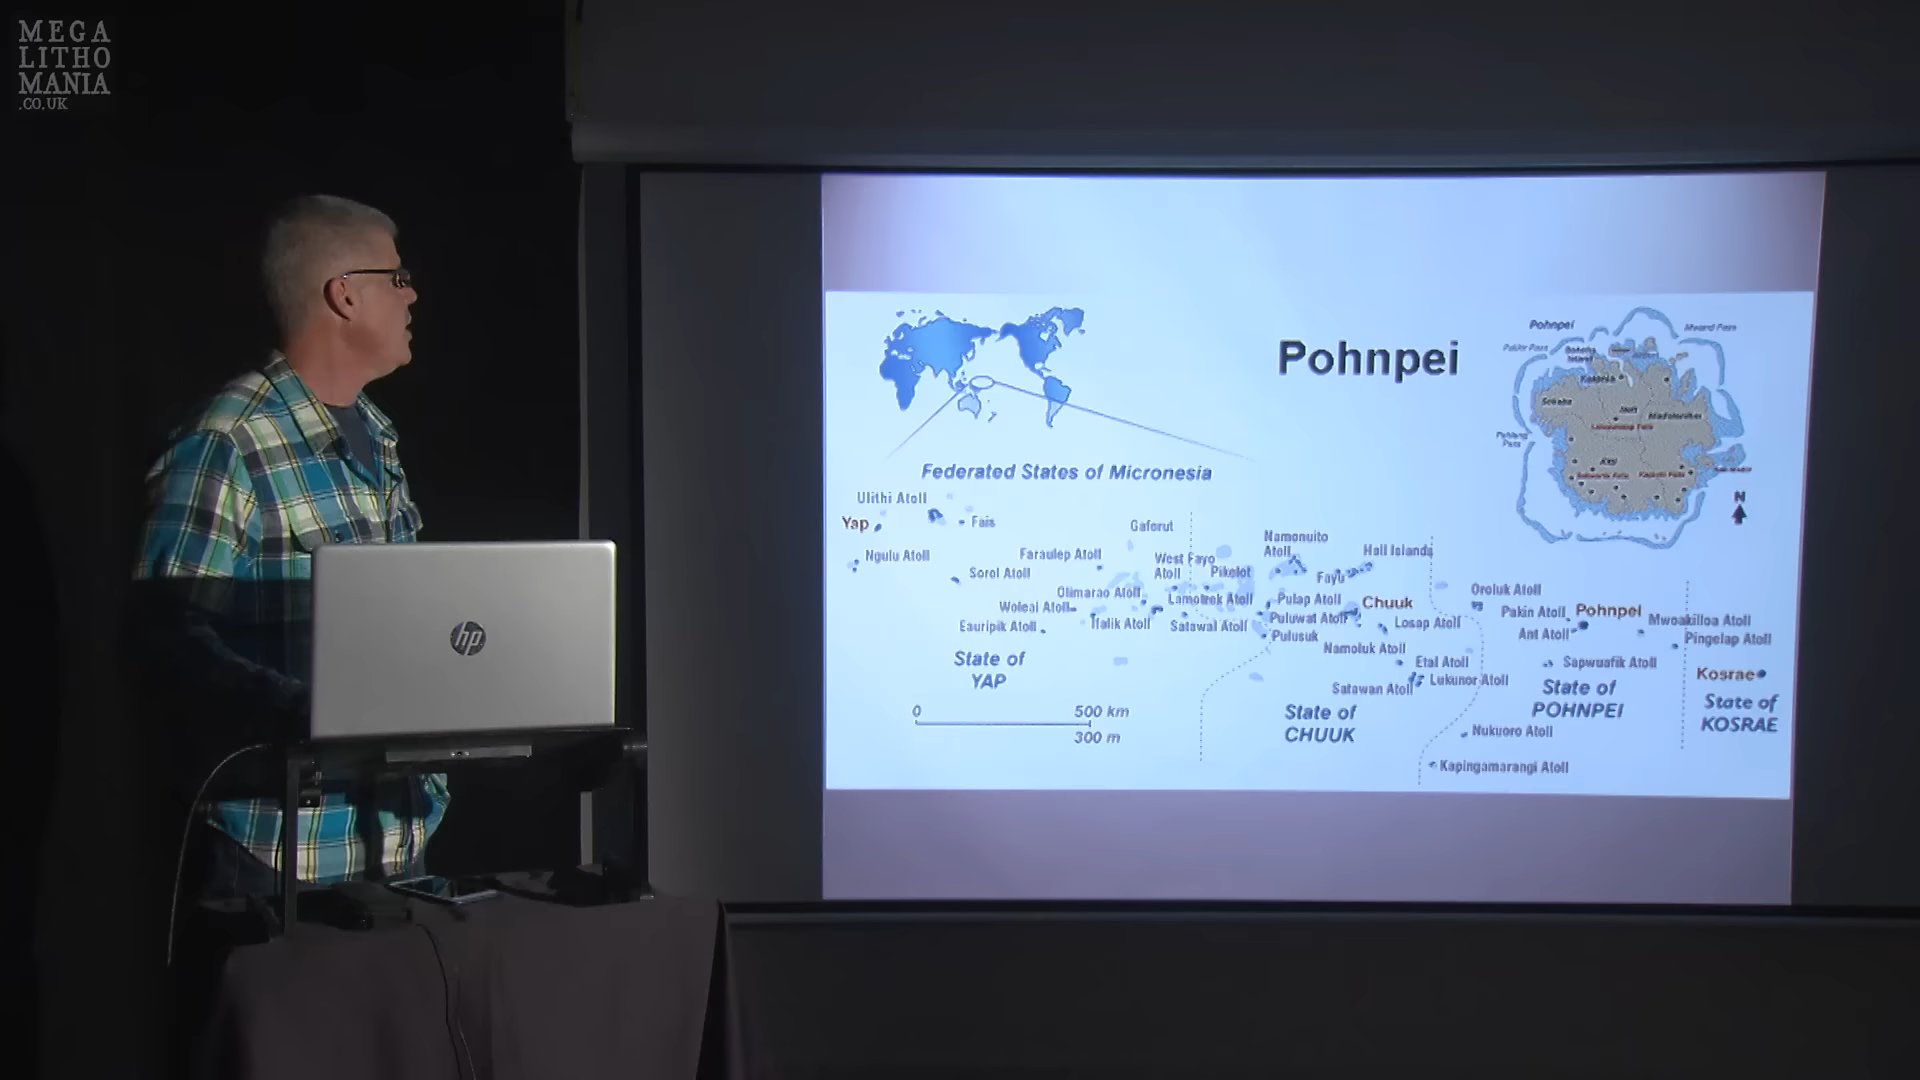 MEGA
LITHO
MANIA
.CO.UK
Pohnpei
Pohnpei
Federated States of Micronesia
Ulithi Atoll
Yap
Fais
Ngulu Atoll
Sorol Atoll
Faraulep Atoll
Gaferut
West Fayo
Atoll
Pikelot
Olimarao Atoll
Lamotrek Atoll
Woleai Atoll
Ifalik Atoll
Satawal Atoll
Eauripik Atoll
State of
YAP
0
500 km
300 m
Namonuito
Atoll
Hall Islands
Fayu
Pulap Atoll
Chuuk
Puluwat Atoll
Losap Atoll
Pulusuk
Namoluk Atoll
Etal Atoll
Lukunor Atoll
Satawan Atoll
State of
CHUUK
Oroluk Atoll
Pakin Atoll
Pohnpei
Mwoakilloa Atoll
Ant Atoll
Pingelap Atoll
Sapwuafik Atoll
State of
POHNPEI
Nukuoro Atoll
Kapingamarangi Atoll
Kosrae
State of
KOSRAE
N
hp